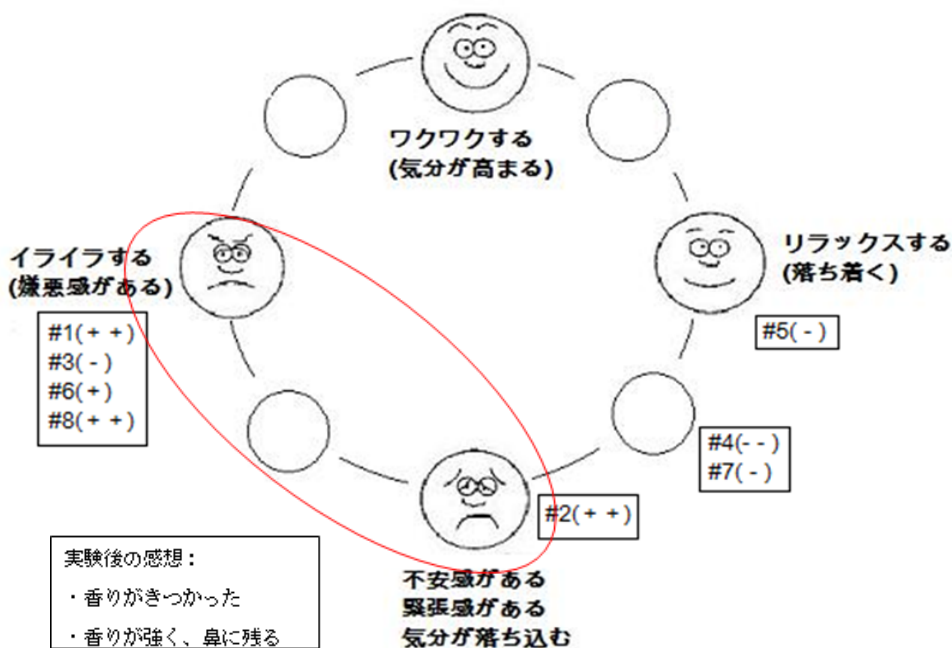 ワクワクする
(気分が高まる)
イライラする
(嫌悪感がある)
#1(++)
#3(-)
#6(+)
#8(++)
リラックスする
(落ち着く)
#5(-)
#4(--)
#7(-)
#2(++)
不安感がある
緊張感がある
気分が落ち込む
実験後の感想：
・香りがきつかった
・香りが強く、鼻に残る